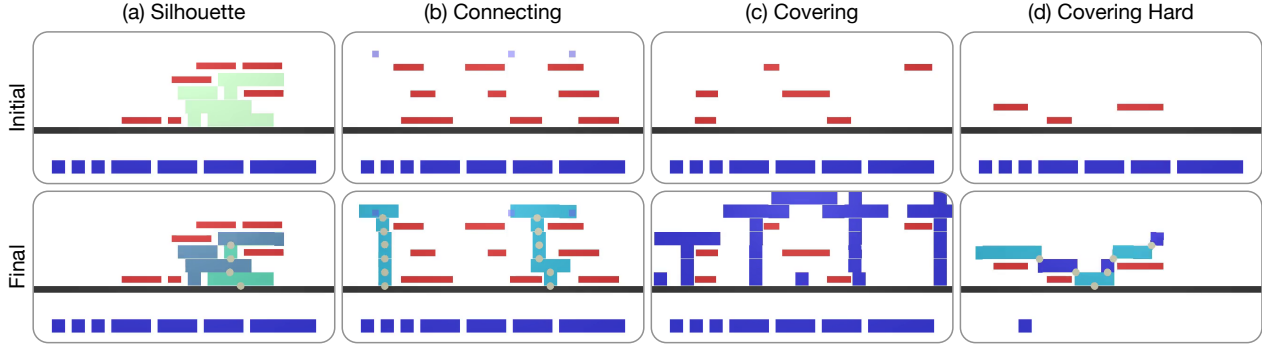 (a) Silhouette
(b) Connecting
(c) Covering
(d) Covering Hard
Initial
Final